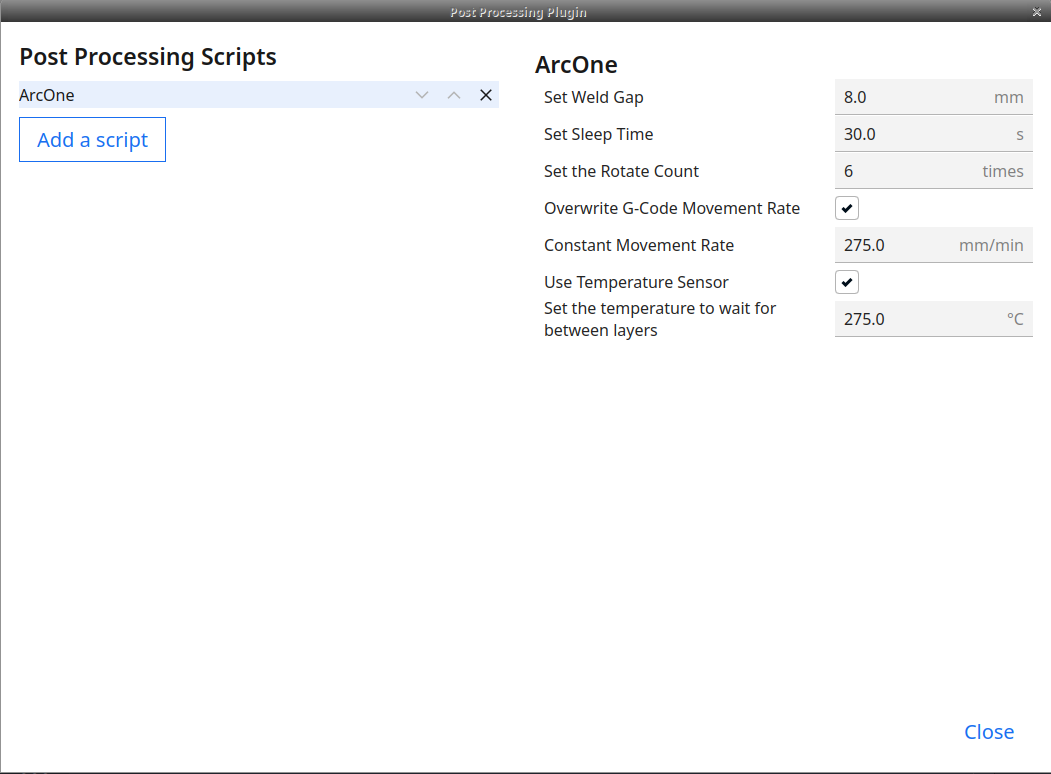 Post Processing Plugin
Post Processing Scripts
ArcOne
Add a script
ArcOne
Set Weld Gap 8.0 mm
Set Sleep Time 30.0 s
Set the Rotate Count 6 times
Overwrite G-Code Movement Rate
Constant Movement Rate 275.0 mm/min
Use Temperature Sensor
Set the temperature to wait for
between layers 275.0 °C
Close